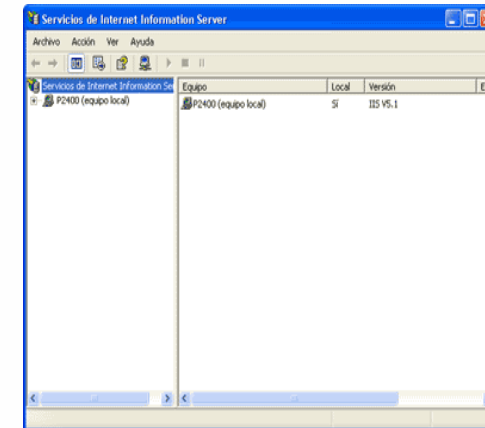 Servicios de Internet Information Server
Archivo Acción Ver Ayuda
Servicios de Internet Information Se
P2400 (equipo local)
Equipo Local Versión E
P2400 (equipo local) Sí IIS V5.1